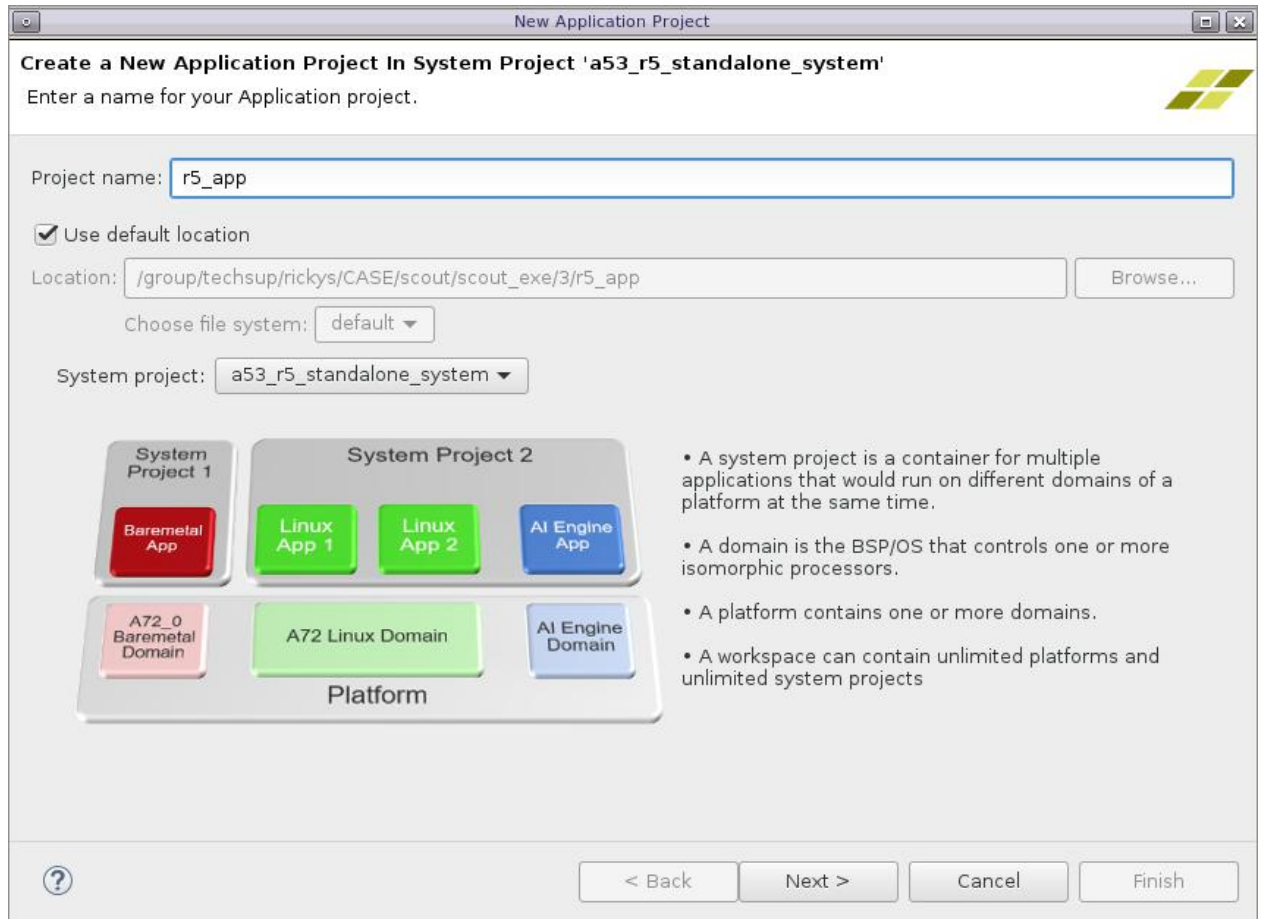 New Application Project
Create a New Application Project In System Project 'a53_r5_standalone_system'
Enter a name for your Application project.
Project name: r5_app
Use default location
Location: /group/techsup/rickys/CASE/scout/scout_exe/3/r5_app Browse...
Choose file system: default
System project: a53_r5_standalone_system
System
Project 1
System Project 2
Baremetal
App
Linux
App 1
Linux
App 2
AI Engine
App
A72_0
Baremetal
Domain
A72 Linux Domain
AI Engine
Domain
Platform
• A system project is a container for multiple
applications that would run on different domains of a
platform at the same time.
• A domain is the BSP/OS that controls one or more
isomorphic processors.
• A platform contains one or more domains.
• A workspace can contain unlimited platforms and
unlimited system projects
? < Back Next > Cancel Finish